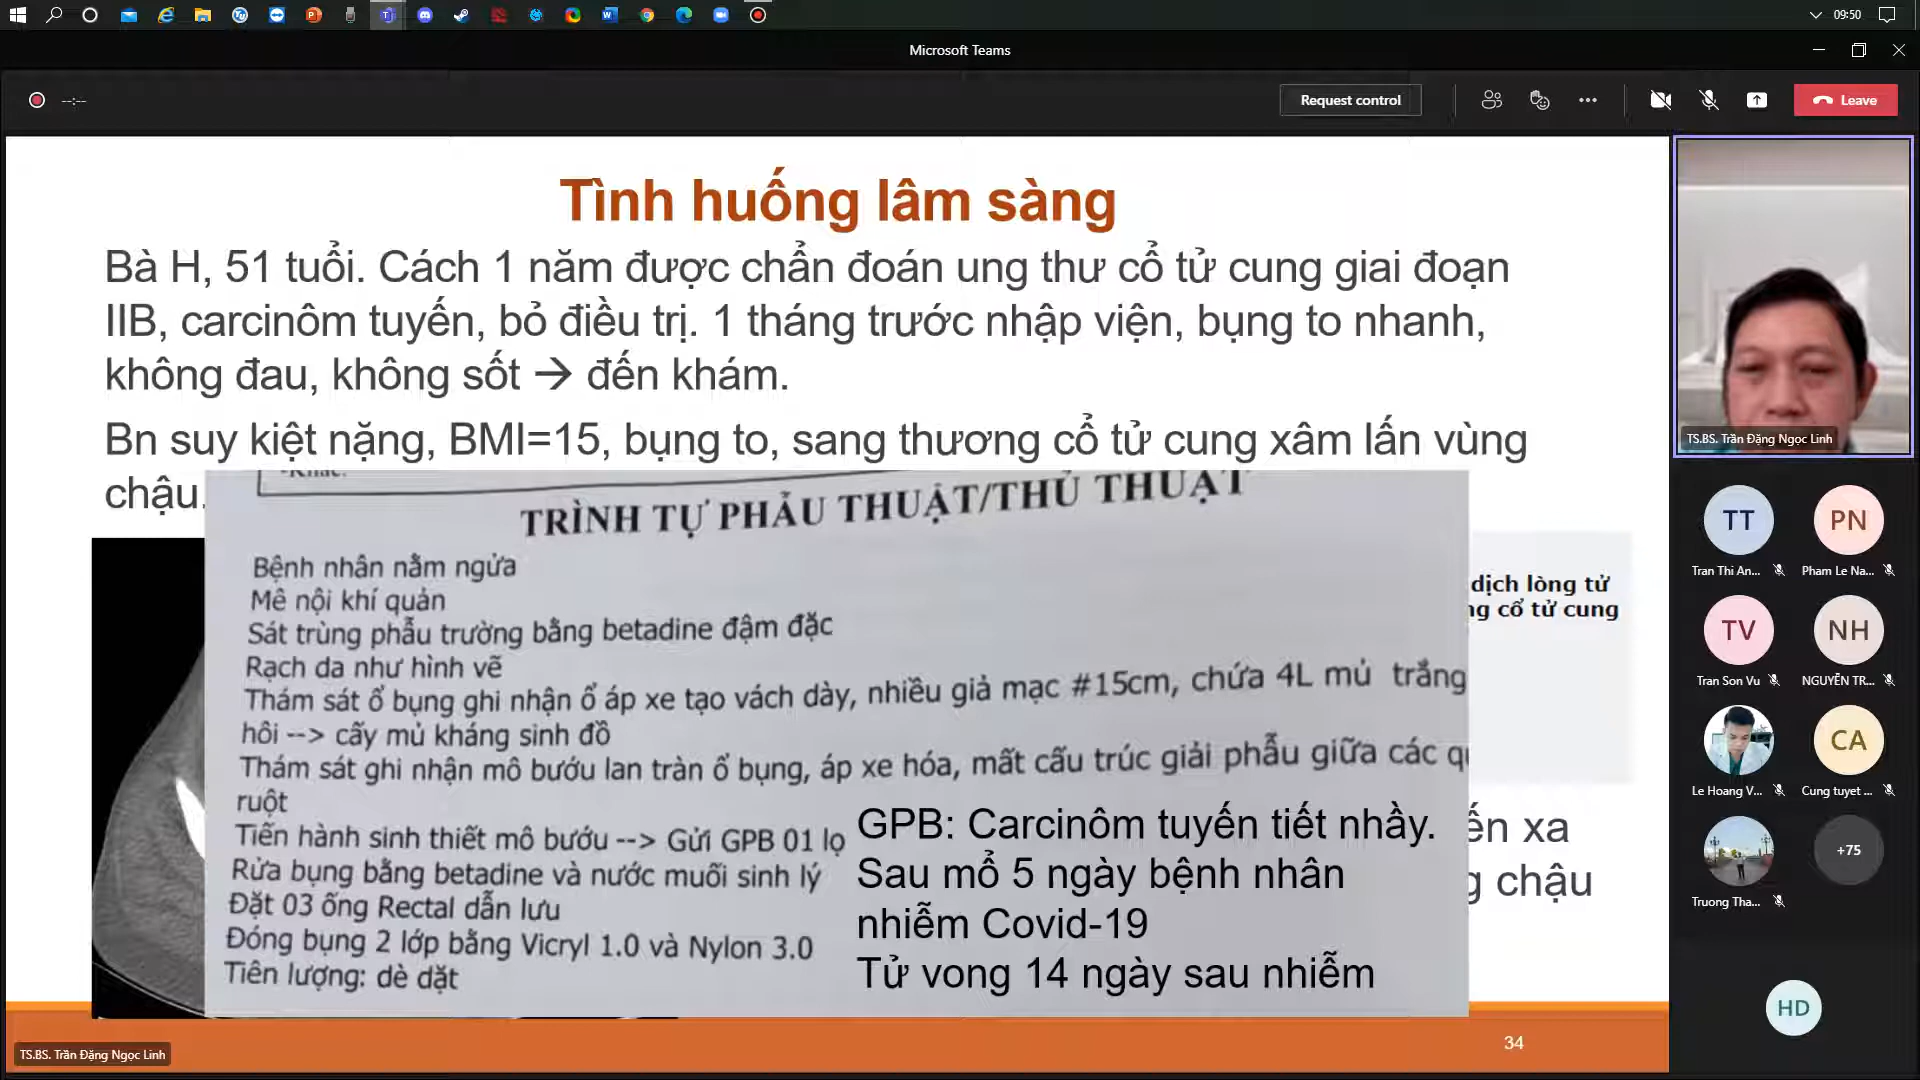 09:50
Microsoft Teams
--:--
Request control
Leave
Tình huống lâm sàng
Bà H, 51 tuổi. Cách 1 năm được chẩn đoán ung thư cổ tử cung giai đoạn
IIB, carcinôm tuyến, bỏ điều trị. 1 tháng trước nhập viện, bụng to nhanh,
không đau, không sốt → đến khám.
Bn suy kiệt nặng, BMI=15, bụng to, sang thương cổ tử cung xâm lấn vùng
chậu.
TRÌNH TỰ PHẪU THUẬT/THỦ THUẬT
Bệnh nhân nằm ngửa
Mê nội khí quản
Sát trùng phẫu trường bằng betadine đậm đặc
Rạch da như hình vẽ
Thám sát ổ bụng ghi nhận ổ áp xe tạo vách dày, nhiều giả mạc #15cm, chứa 4L mủ trắng
hôi --> cấy mủ kháng sinh đồ
Thám sát ghi nhận mô bướu lan tràn ổ bụng, áp xe hóa, mất cấu trúc giải phẫu giữa các
ruột
Tiến hành sinh thiết mô bướu --> Gửi GPB 01 lọ
Rửa bụng bằng betadine và nước muối sinh lý
Đặt 03 ống Rectal dẫn lưu
Đóng bụng 2 lớp bằng Vicryl 1.0 và Nylon 3.0
Tiên lượng: dè dặt
dịch lòng tử
cổ tử cung
GPB: Carcinôm tuyến tiết nhầy.
Sau mổ 5 ngày bệnh nhân
nhiễm Covid-19
Tử vong 14 ngày sau nhiễm
xa
chậu
34
TS.BS. Trần Đặng Ngọc Linh
TS.BS. Trần Đặng Ngọc Linh
TT
PN
Tran Thi An...
Pham Le Na...
TV
NH
Tran Son Vu
NGUYỄN TR...
CA
Le Hoang V...
Cung tuyet ...
+75
Truong Tha...
HD